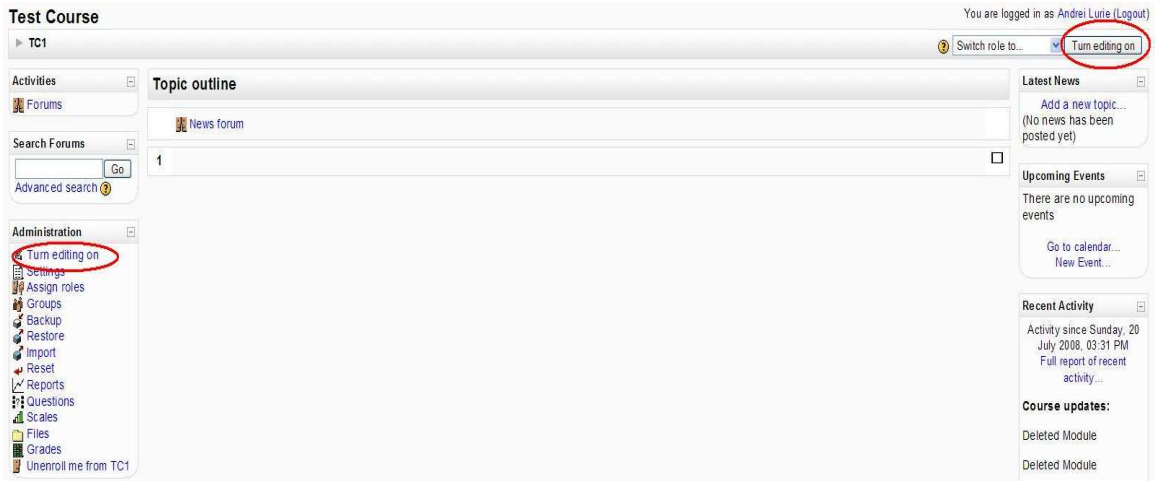 Test Course
You are logged in as Andrei Lurie (Logout)
TC1
Switch role to...
Turn editing on
Activities
Forums
Search Forums
Go
Advanced search
Administration
Turn editing on
Settings
Assign roles
Groups
Backup
Restore
Import
Reset
Reports
Questions
Scales
Files
Grades
Unenroll me from TC1
Topic outline
News forum
1
Latest News
Add a new topic...
(No news has been
posted yet)
Upcoming Events
There are no upcoming
events
Go to calendar...
New Event...
Recent Activity
Activity since Sunday, 20
July 2008, 03:31 PM
Full report of recent
activity...
Course updates:
Deleted Module
Deleted Module